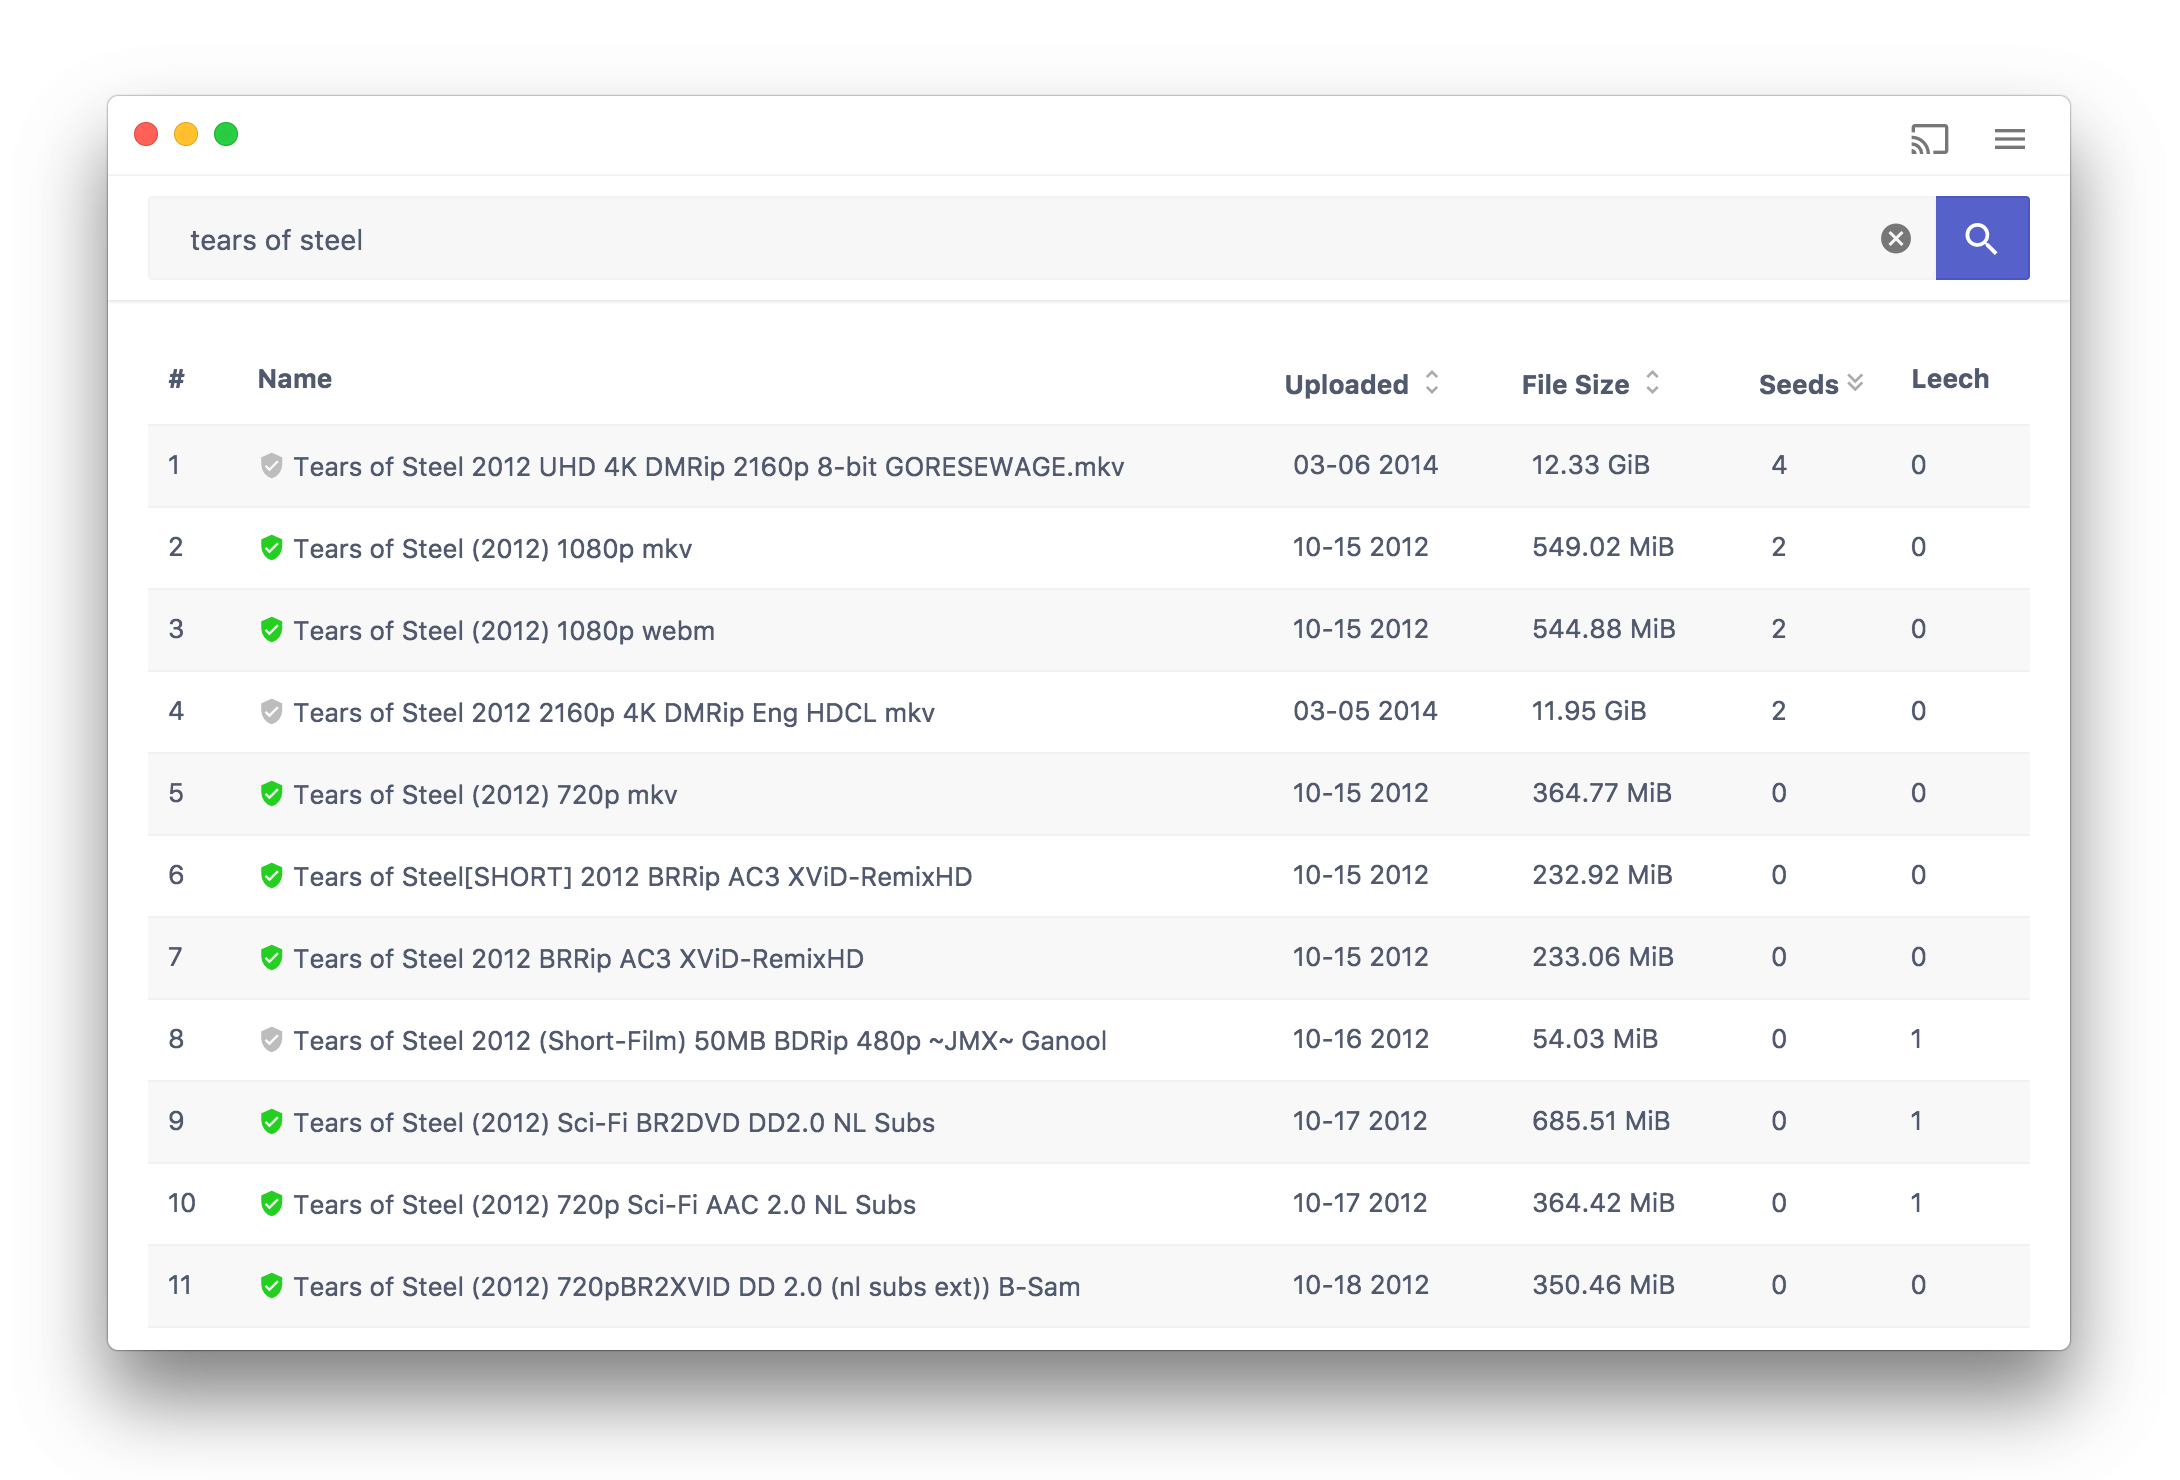 tears of steel
# Name Uploaded File Size Seeds Leech
1 Tears of Steel 2012 UHD 4K DMRip 2160p 8-bit GORESEWAGE.mkv 03-06 2014 12.33 GiB 4 0
2 Tears of Steel (2012) 1080p mkv 10-15 2012 549.02 MiB 2 0
3 Tears of Steel (2012) 1080p webm 10-15 2012 544.88 MiB 2 0
4 Tears of Steel 2012 2160p 4K DMRip Eng HDCL mkv 03-05 2014 11.95 GiB 2 0
5 Tears of Steel (2012) 720p mkv 10-15 2012 364.77 MiB 0 0
6 Tears of Steel[SHORT] 2012 BRRip AC3 XViD-RemixHD 10-15 2012 232.92 MiB 0 0
7 Tears of Steel 2012 BRRip AC3 XViD-RemixHD 10-15 2012 233.06 MiB 0 0
8 Tears of Steel 2012 (Short-Film) 50MB BDRip 480p ~JMX~ Ganool 10-16 2012 54.03 MiB 0 1
9 Tears of Steel (2012) Sci-Fi BR2DVD DD2.0 NL Subs 10-17 2012 685.51 MiB 0 1
10 Tears of Steel (2012) 720p Sci-Fi AAC 2.0 NL Subs 10-17 2012 364.42 MiB 0 1
11 Tears of Steel (2012) 720pBR2XVID DD 2.0 (nl subs ext)) B-Sam 10-18 2012 350.46 MiB 0 0